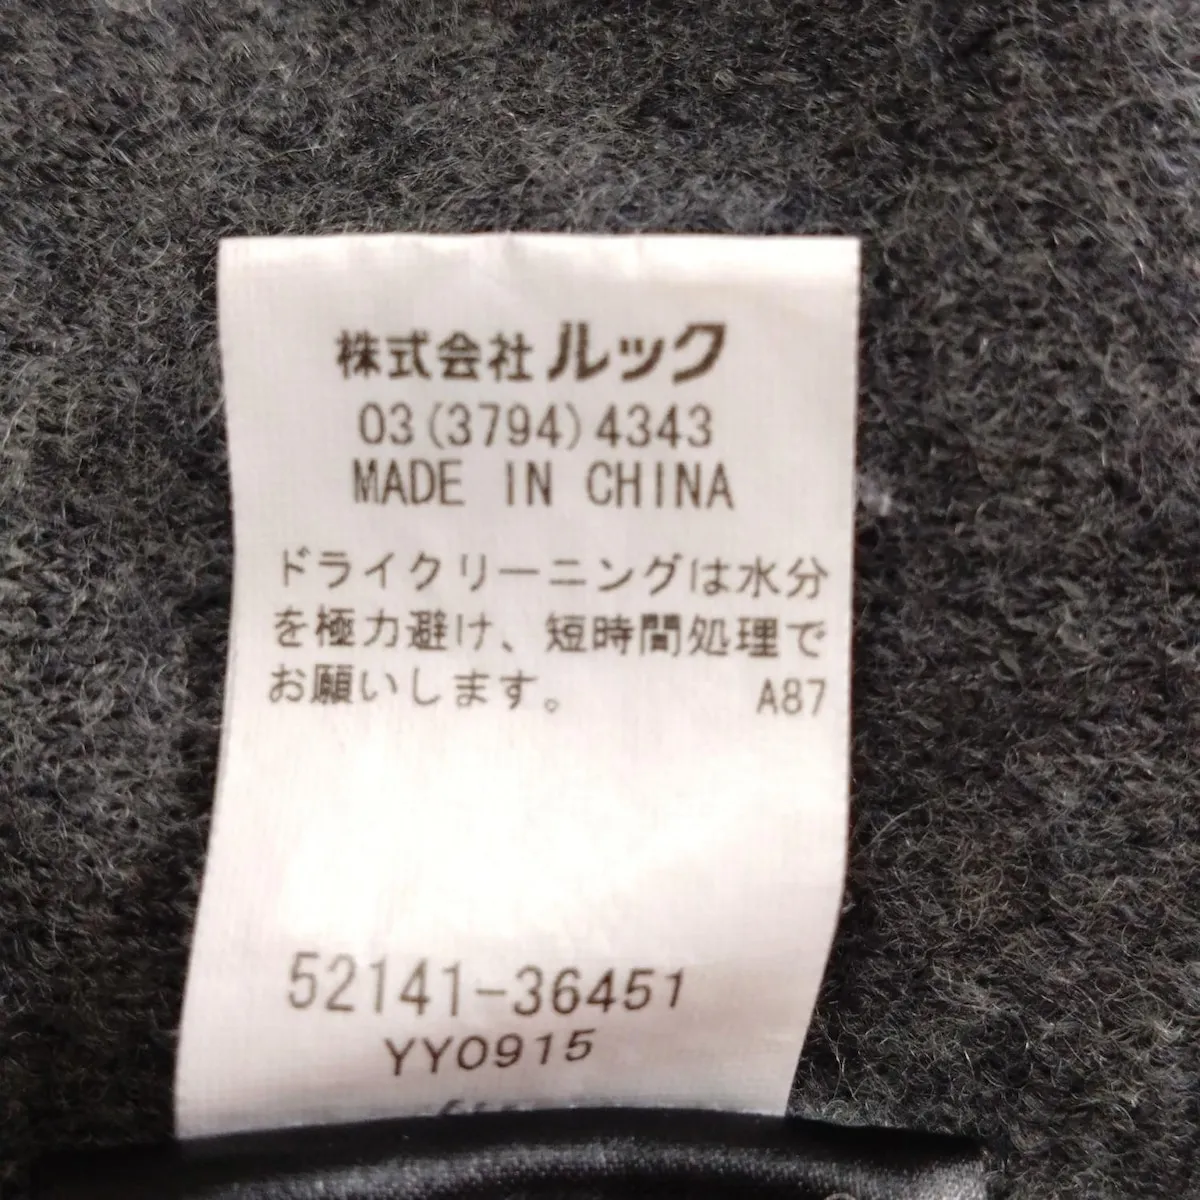 株式会社 ルック
03(3794)4343
MADE IN CHINA
ドライクリーニングは水分
を極力避け、短時間処理で
お願いします。 A87
52141-36451
YY0915